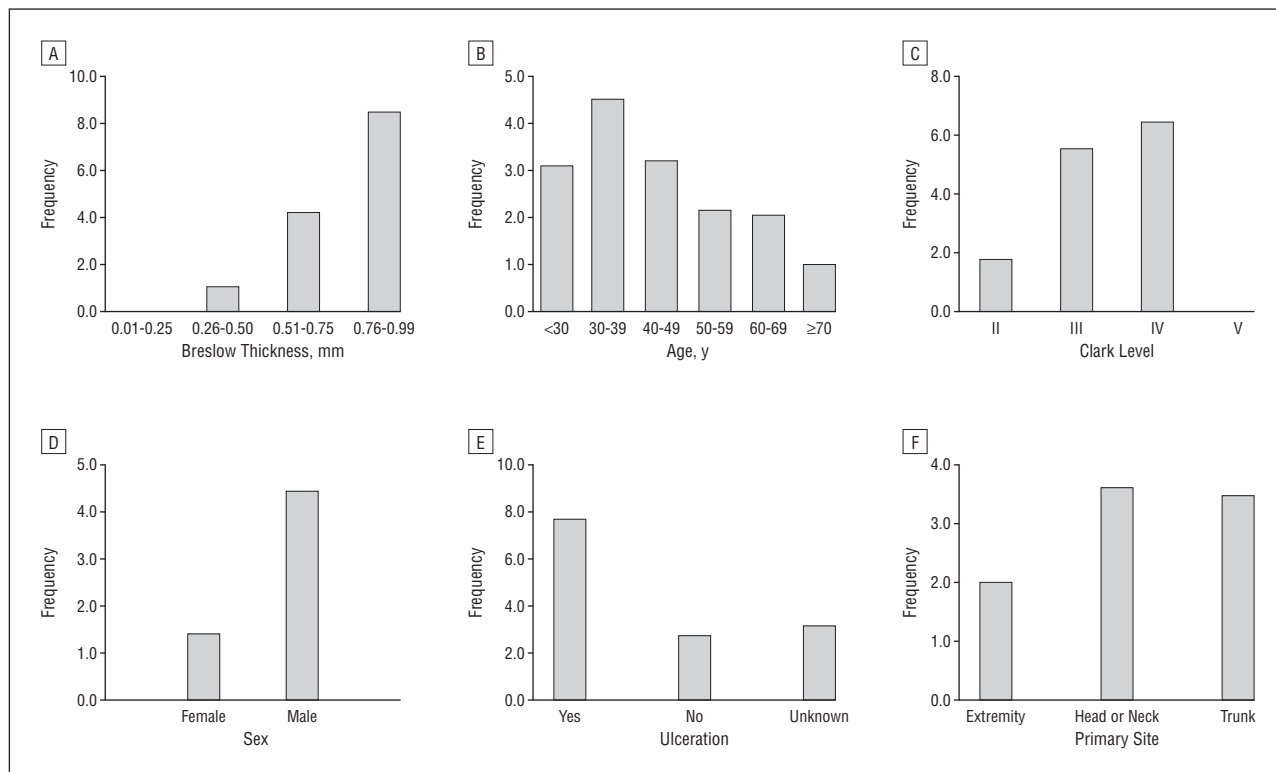 A
10.0
8.0
6.0
4.0
2.0
0.0
Frequency
0.01-0.25 0.26-0.50 0.51-0.75 0.76-0.99
Breslow Thickness, mm
B
5.0
4.0
3.0
2.0
1.0
0.0
Frequency
<30 30-39 40-49 50-59 60-69 ≥70
Age, y
C
8.0
6.0
4.0
2.0
0.0
Frequency
II III IV V
Clark Level
D
5.0
4.0
3.0
2.0
1.0
0.0
Frequency
Female Male
Sex
E
10.0
8.0
6.0
4.0
2.0
0.0
Frequency
Yes No Unknown
Ulceration
F
4.0
3.0
2.0
1.0
0.0
Frequency
Extremity Head or Neck Trunk
Primary Site